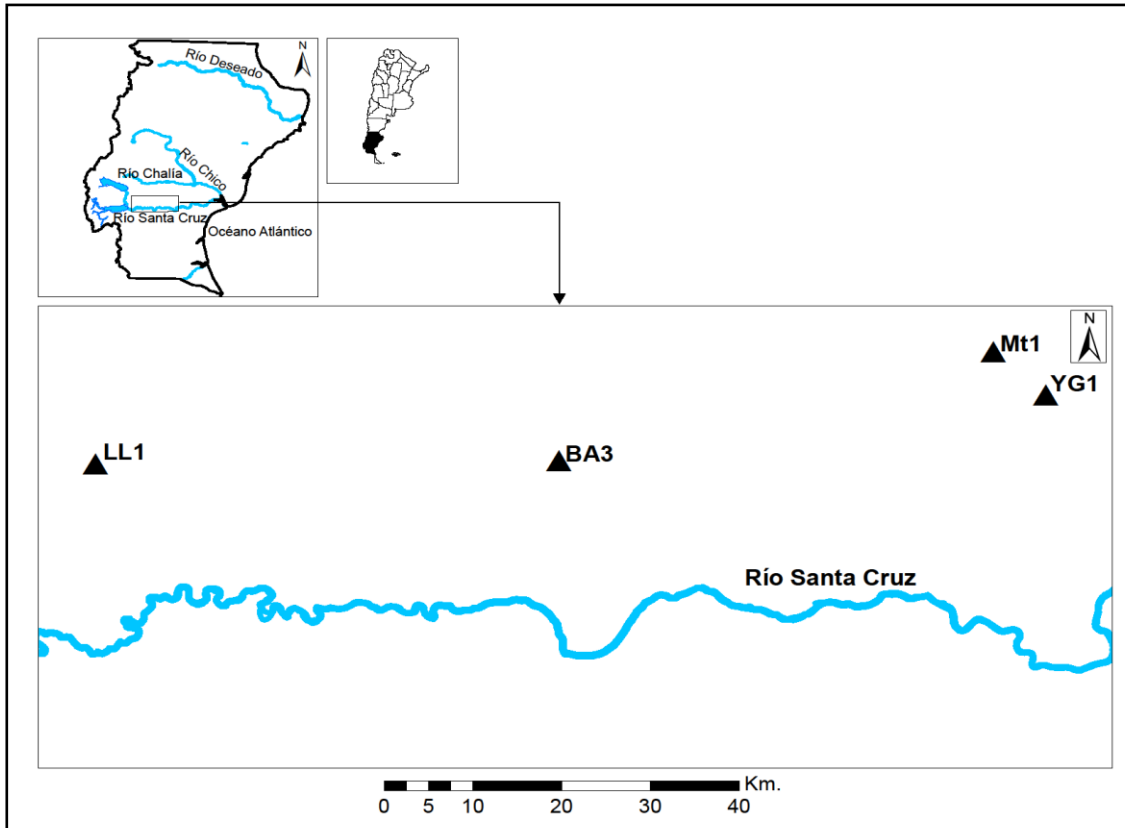 N
Río Deseado
Río Chico
Río Chalía
Río Santa Cruz
Océano Atlántico
N
Mt1
YG1
LL1
BA3
Río Santa Cruz
Km.
0 5 10 20 30 40